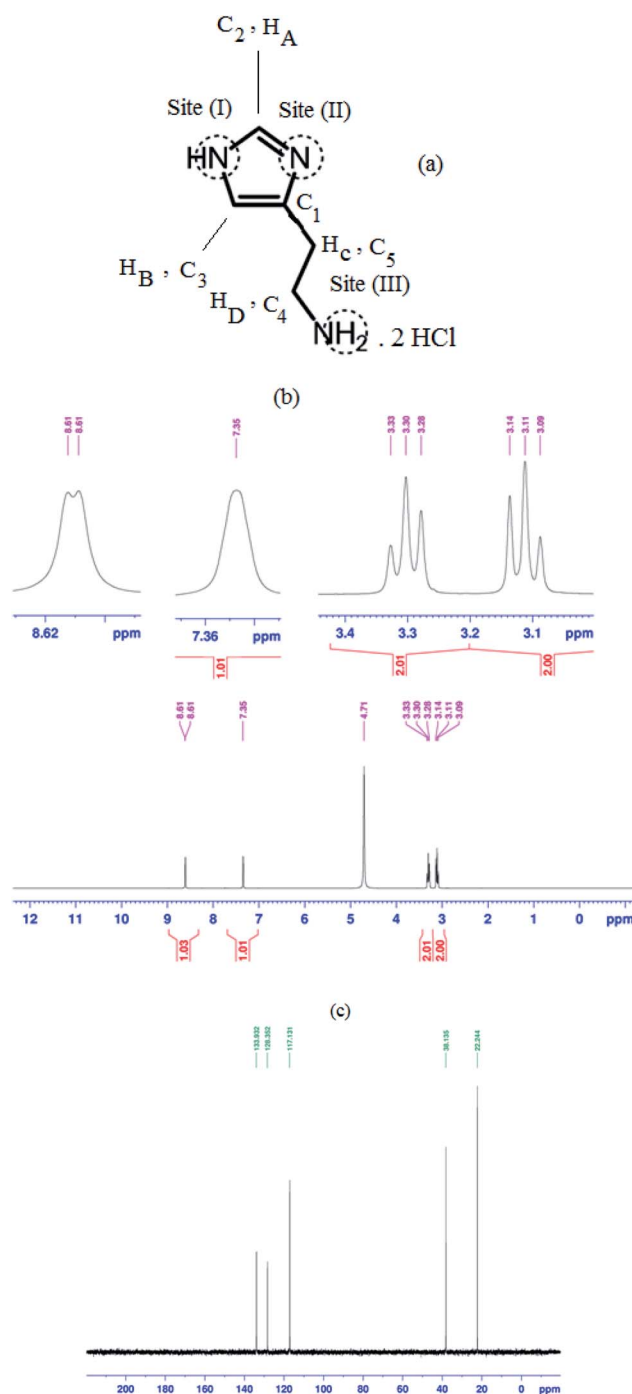 C2 , HA
Site (I) Site (II)
HN N
(a)
C1
HB , C3
Hc, C5
Site (III)
HD, C4
NH2 . 2 HCl
(b)
8.61 8.61 7.35 3.33 3.30 3.28 3.14 3.11 3.09
8.62 ppm 7.36 ppm 3.4 3.3 3.2 3.1 ppm
1.01 2.01 2.00
8.61 8.61 7.35 4.71 3.33 3.30 3.28 3.14 3.11 3.09
12 11 10 9 8 7 6 5 4 3 2 1 0 ppm
1.03 1.01 2.01 2.00
(c)
133.932 117.121 38.135 22.244
200 180 160 140 120 100 80 60 40 20 0 ppm